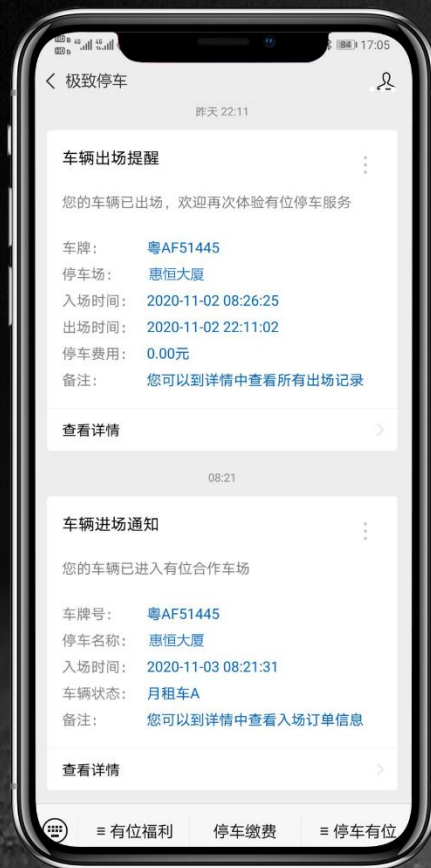 17:05
84
极致停车
昨天 22:11
车辆出场提醒
您的车辆已出场，欢迎再次体验有位停车服务
车牌： 粤AF51445
停车场： 惠恒大厦
入场时间： 2020-11-02 08:26:25
出场时间： 2020-11-02 22:11:02
停车费用： 0.00元
备注： 您可以到详情中查看所有出场记录
查看详情
08:21
车辆进场通知
您的车辆已进入有位合作车场
车牌号： 粤AF51445
停车名称： 惠恒大厦
入场时间： 2020-11-03 08:21:31
车辆状态： 月租车A
备注： 您可以到详情中查看入场订单信息
查看详情
≡ 有位福利 停车缴费 ≡ 停车有位